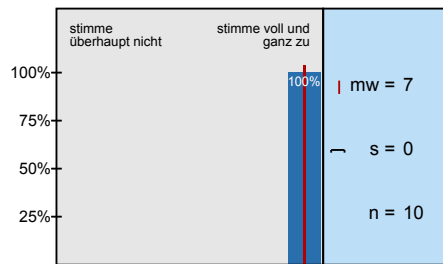 stimme
überhaupt nicht
stimme voll und
ganz zu
100%
75%
50%
25%
100%
mw = 7
s = 0
n = 10